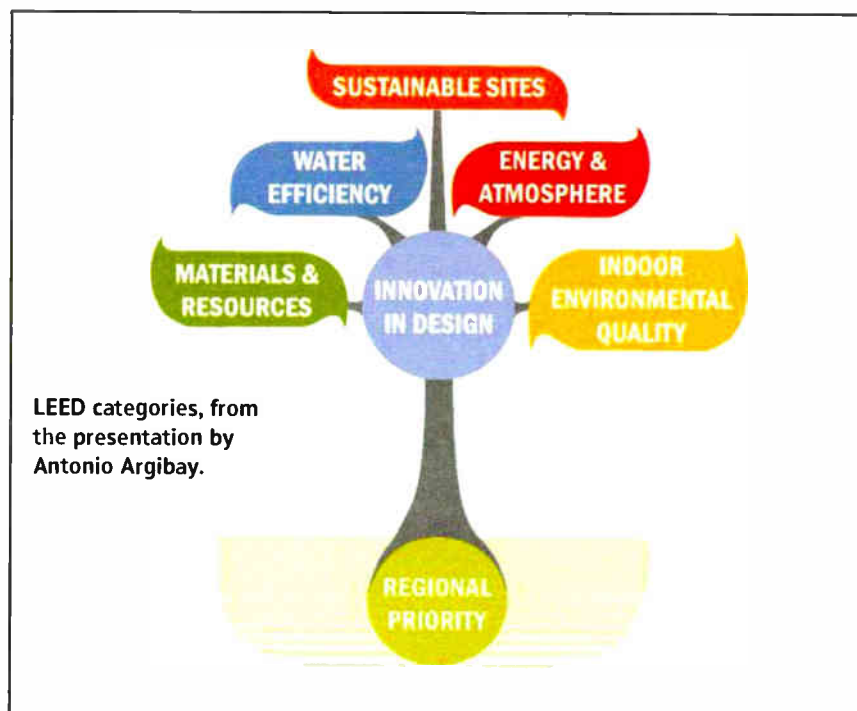 SUSTAINABLE SITES
WATER
EFFICIENCY
ENERGY &
ATMOSPHERE
MATERIALS &
RESOURCES
INNOVATION
IN DESIGN
INDOOR
ENVIRONMENTAL
QUALITY
LEED categories, from
the presentation by
Antonio Argibay.
REGIONAL
PRIORITY